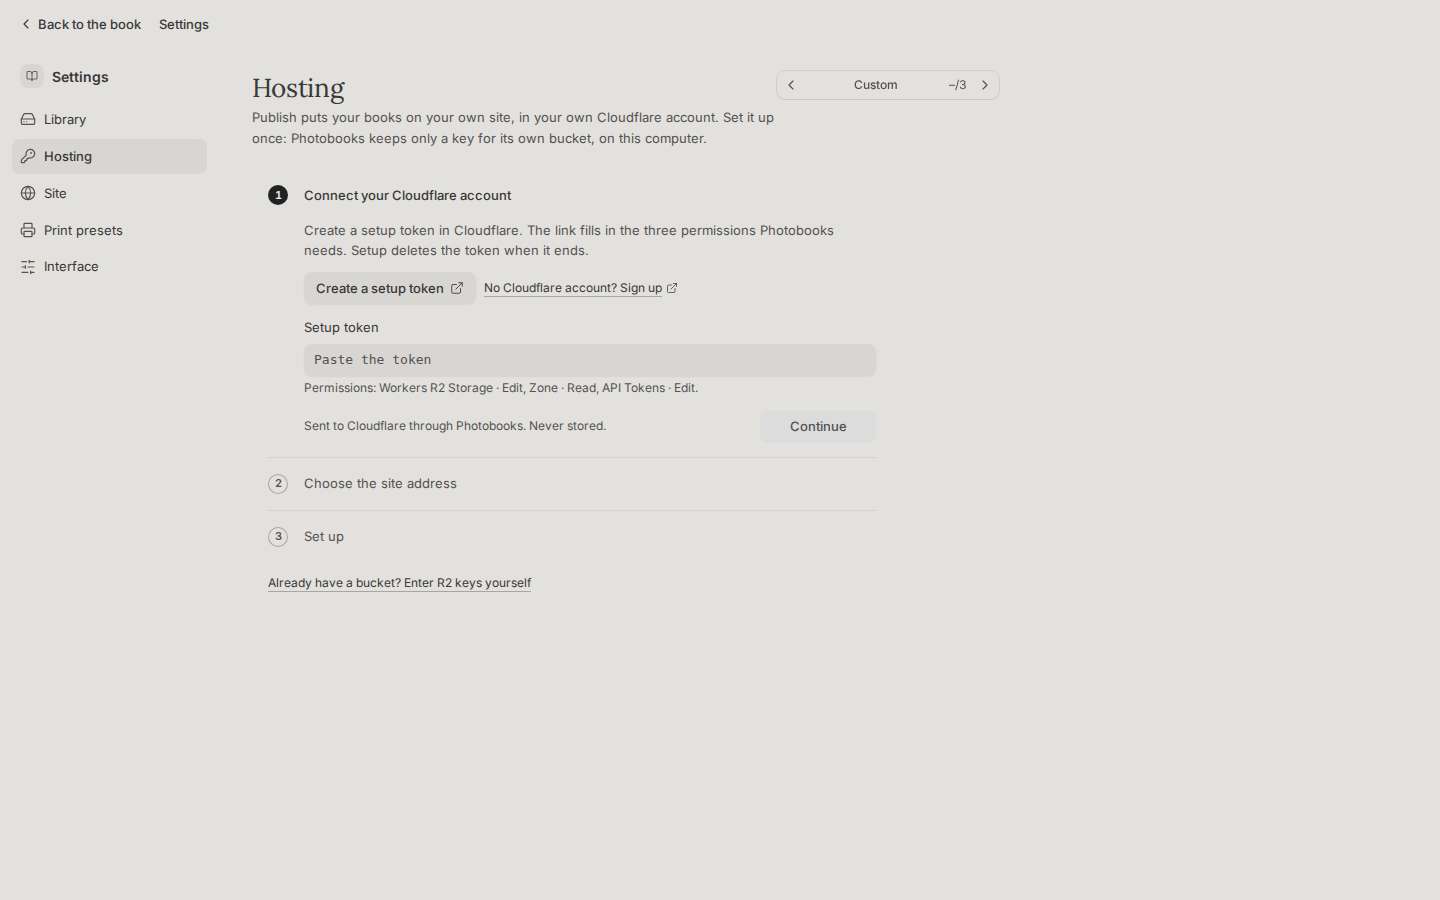 Back to the book
Settings
Settings
Library
Hosting
Site
Print presets
Interface
Hosting
Custom
–/3
Publish puts your books on your own site, in your own Cloudflare account. Set it up
once: Photobooks keeps only a key for its own bucket, on this computer.
1
Connect your Cloudflare account
Create a setup token in Cloudflare. The link fills in the three permissions Photobooks
needs. Setup deletes the token when it ends.
Create a setup token
No Cloudflare account? Sign up
Setup token
Paste the token
Permissions: Workers R2 Storage · Edit, Zone · Read, API Tokens · Edit.
Sent to Cloudflare through Photobooks. Never stored.
Continue
2
Choose the site address
3
Set up
Already have a bucket? Enter R2 keys yourself